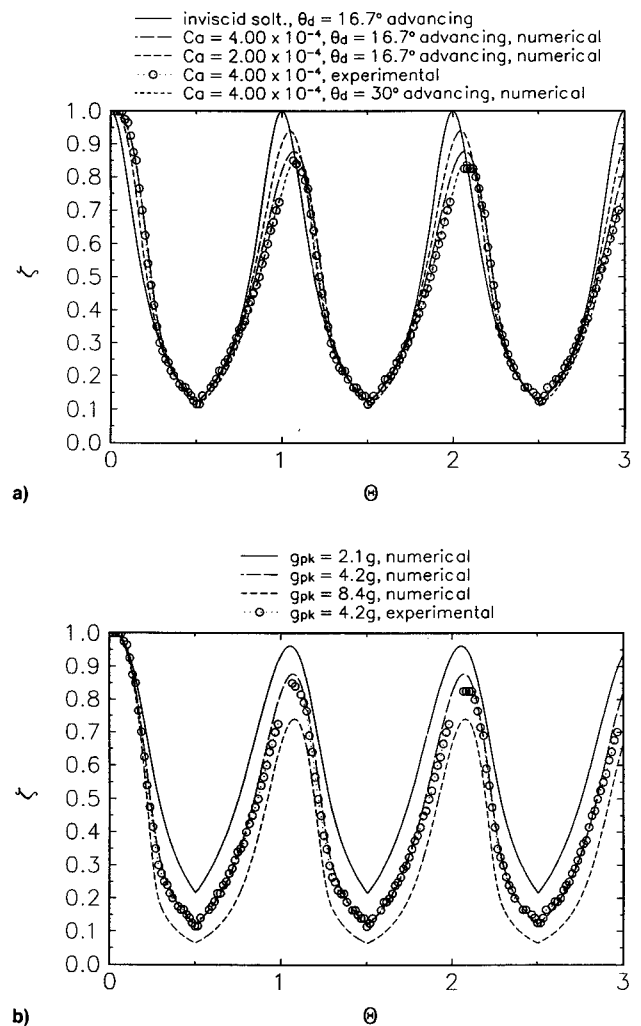 inviscid solt., θd = 16.7° advancing
Ca = 4.00 x 10⁻⁴, θd = 16.7° advancing, numerical
Ca = 2.00 x 10⁻⁴, θd = 16.7° advancing, numerical
Ca = 4.00 x 10⁻⁴, experimental
Ca = 4.00 x 10⁻⁴, θd = 30° advancing, numerical
1.0
0.9
0.8
0.7
0.6
0.5
0.4
0.3
0.2
0.1
0.0
ζ
0 1 2 3
a) Θ
gpk = 2.1g, numerical
gpk = 4.2g, numerical
gpk = 8.4g, numerical
gpk = 4.2g, experimental
1.0
0.9
0.8
0.7
0.6
0.5
0.4
0.3
0.2
0.1
0.0
ζ
0 1 2 3
b) Θ